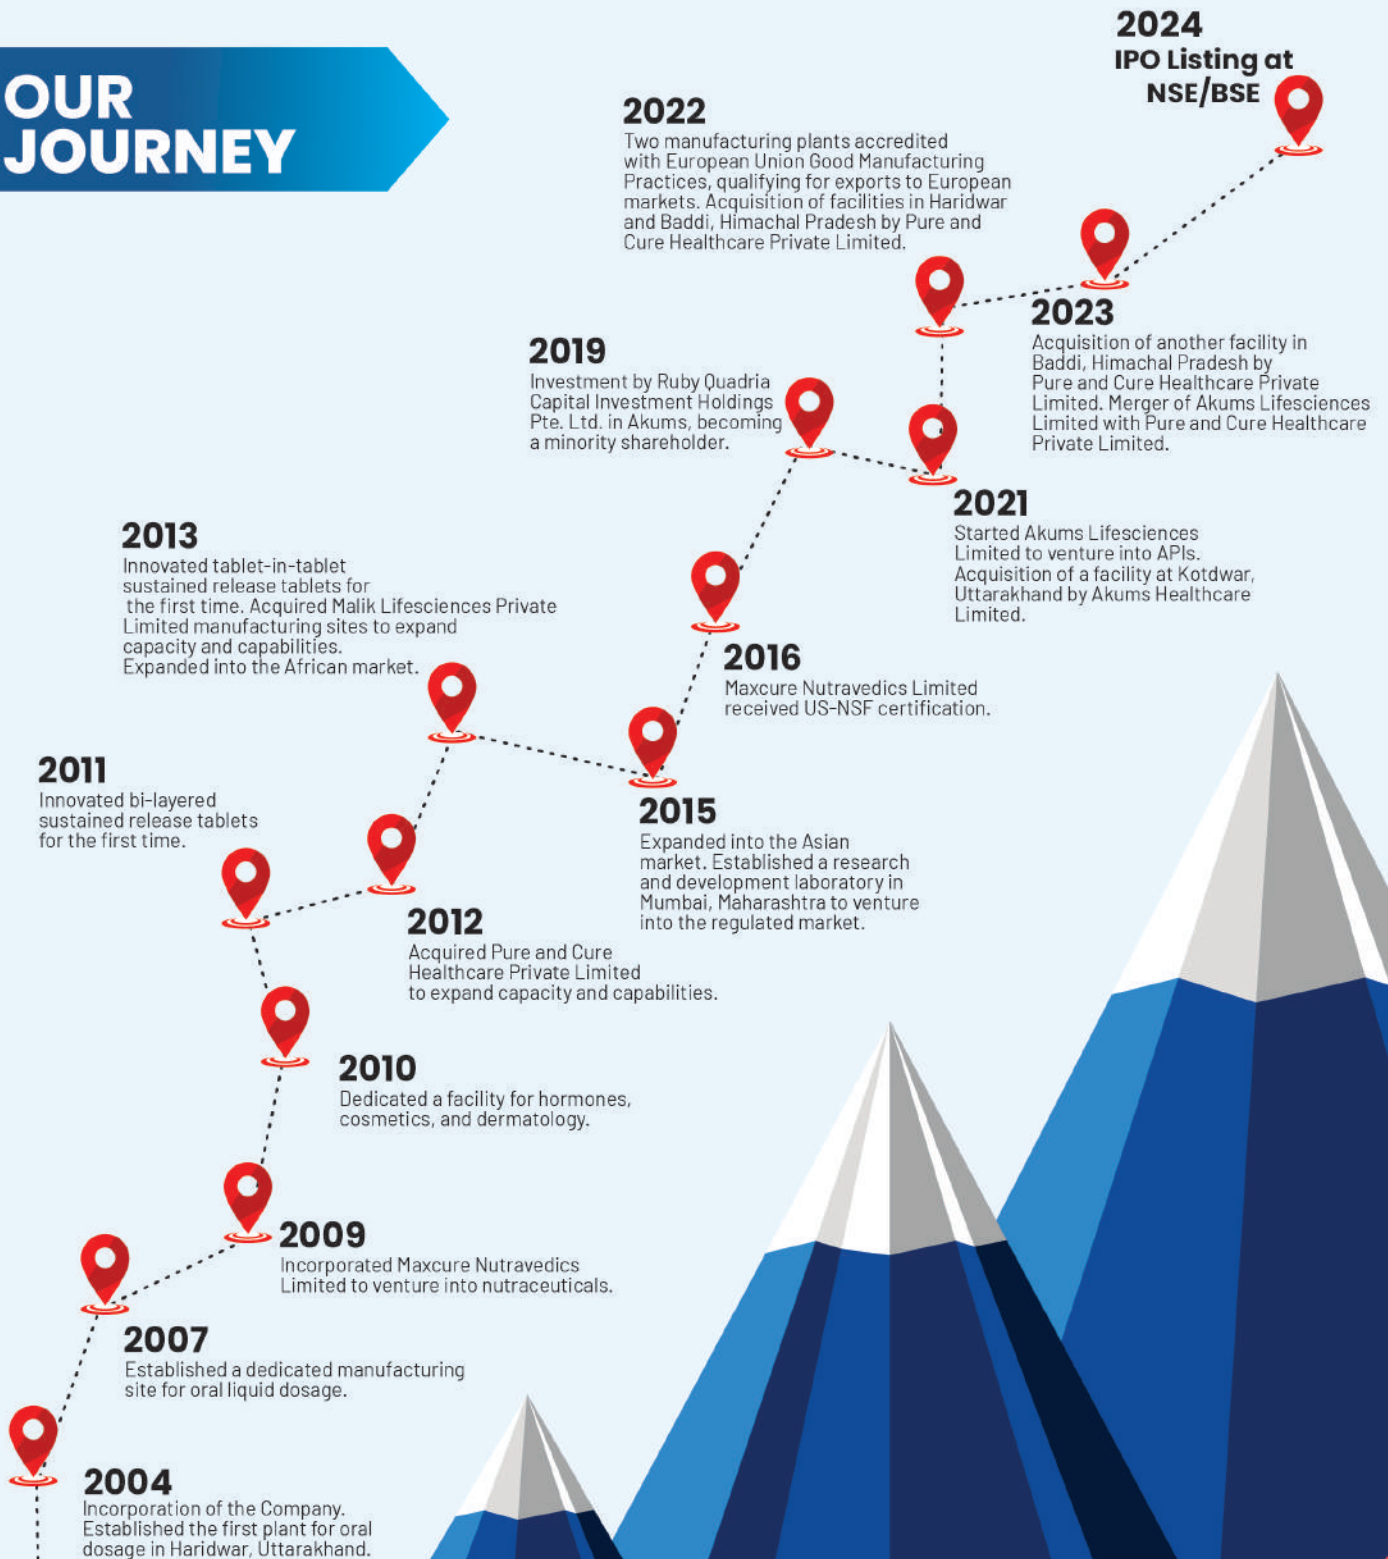 OUR
JOURNEY
2024
IPO Listing at
NSE/BSE
2022
Two manufacturing plants accredited
with European Union Good Manufacturing
Practices, qualifying for exports to European
markets. Acquisition of facilities in Haridwar
and Baddi, Himachal Pradesh by Pure and
Cure Healthcare Private Limited.
2023
Acquisition of another facility in
Baddi, Himachal Pradesh by
Pure and Cure Healthcare Private
Limited. Merger of Akums Lifesciences
Limited with Pure and Cure Healthcare
Private Limited.
2019
Investment by Ruby Quadria
Capital Investment Holdings
Pte. Ltd. in Akums, becoming
a minority shareholder.
2021
Started Akums Lifesciences
Limited to venture into APIs.
Acquisition of a facility at Kotdwar,
Uttarakhand by Akums Healthcare
Limited.
2013
Innovated tablet-in-tablet
sustained release tablets for
the first time. Acquired Malik Lifesciences Private
Limited manufacturing sites to expand
capacity and capabilities.
Expanded into the African market.
2016
Maxcure Nutravedics Limited
received US-NSF certification.
2011
Innovated bi-layered
sustained release tablets
for the first time.
2015
Expanded into the Asian
market. Established a research
and development laboratory in
Mumbai, Maharashtra to venture
into the regulated market.
2012
Acquired Pure and Cure
Healthcare Private Limited
to expand capacity and capabilities.
2010
Dedicated a facility for hormones,
cosmetics, and dermatology.
2009
Incorporated Maxcure Nutravedics
Limited to venture into nutraceuticals.
2007
Established a dedicated manufacturing
site for oral liquid dosage.
2004
Incorporation of the Company.
Established the first plant for oral
dosage in Haridwar, Uttarakhand.